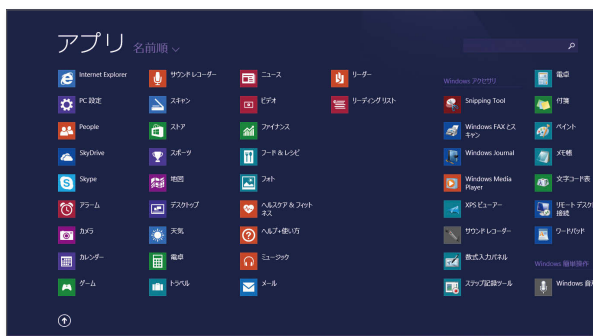 アプリ 名前順
Internet Explorer
PC 設定
People
SkyDrive
Skype
アラーム
カメラ
カレンダー
ゲーム
サウンド レコーダー
スキャン
ストア
スポーツ
地図
デスクトップ
天気
電卓
トラベル
ニュース
ビデオ
ファイナンス
フード & レシピ
フォト
ヘルスケア & フィット
ネス
ヘルプ+使い方
ミュージック
メール
リーダー
リーディング リスト
Windows アクセサリ
Snipping Tool
Windows FAX とス
キャン
Windows Journal
Windows Media
Player
XPS ビューアー
サウンド レコーダー
数式入力パネル
ステップ記録ツール
電卓
付箋
ペイント
メモ帳
文字コード表
リモート デスク
接続
ワードパッド
Windows 簡単操作
Windows 音